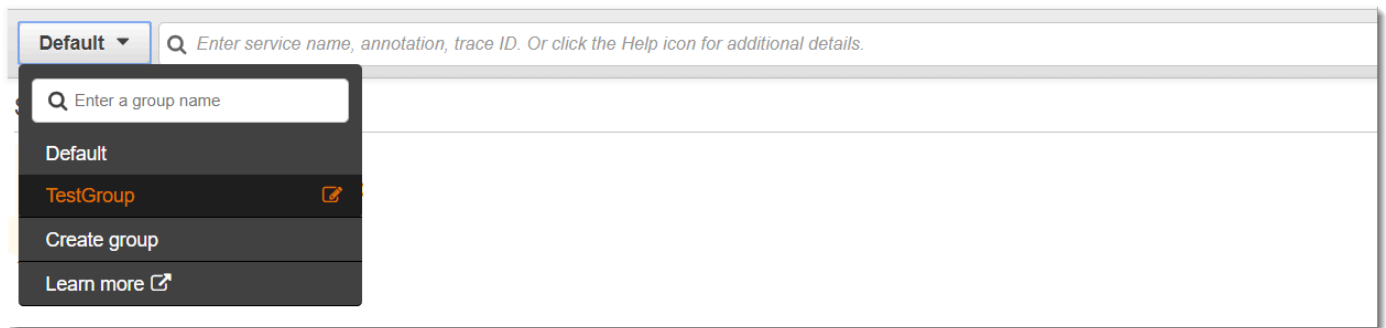 Default
Enter service name, annotation, trace ID. Or click the Help icon for additional details.
Enter a group name
Default
TestGroup
Create group
Learn more